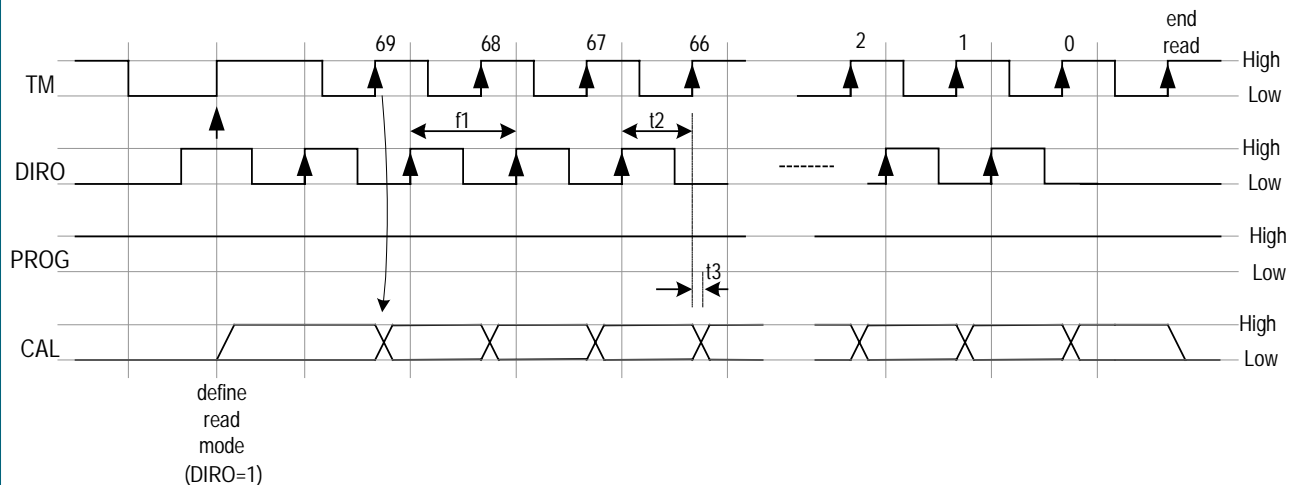 end
69 68 67 66 2 1 0 read
TM High
Low
f1 t2
DIRO High
Low
High
PROG
Low
t3
High
CAL
Low
define
read
mode
(DIRO=1)